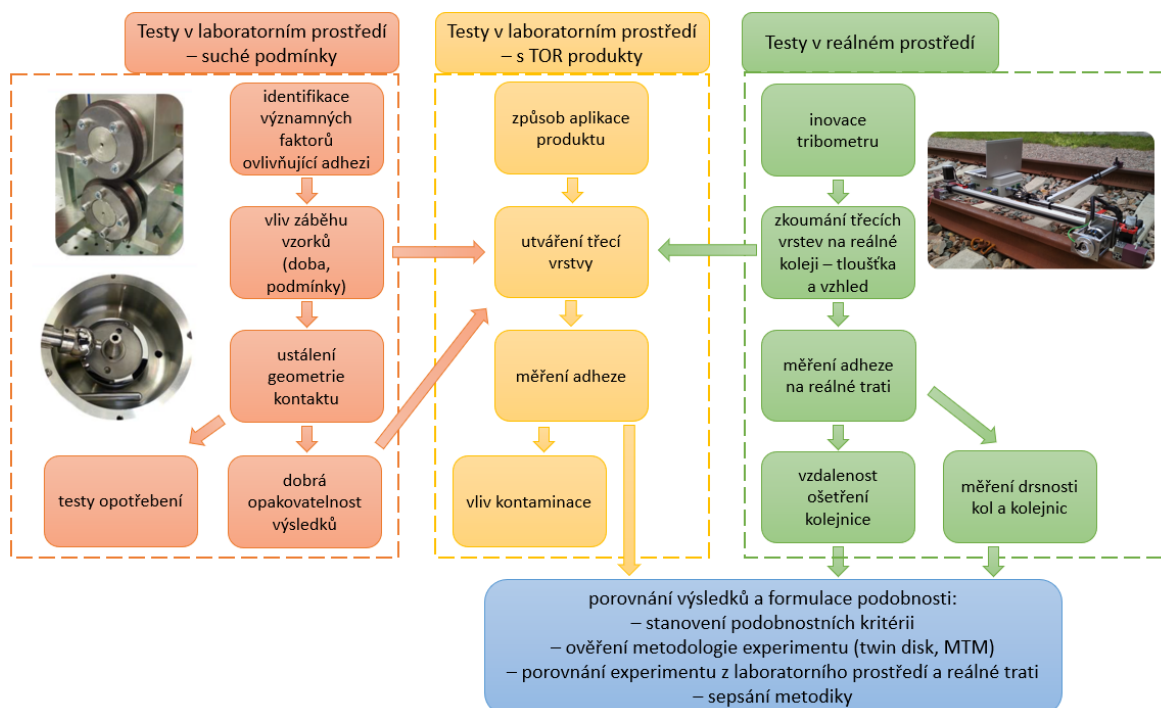 Testy v laboratorním prostředí
– suché podmínky
identifikace
významných
faktorů
ovlivňující adhezi
vliv záběhu
vzorků
(doba,
podmínky)
ustálení
geometrie
kontaktu
testy opotřebení
dobrá
opakovatelnost
výsledků
Testy v laboratorním prostředí
– s TOR produkty
způsob aplikace
produktu
utváření třecí
vrstvy
měření adheze
vliv kontaminace
Testy v reálném prostředí
inovace
tribometru
zkoumání třecích
vrstev na reálné
koleji – tloušťka
a vzhled
měření adheze
na reálné trati
vzdalenost
ošetření
kolejnice
měření drsnosti
kol a kolejnic
porovnání výsledků a formulace podobnosti:
– stanovení podobnostních kritérii
– ověření metodologie experimentu (twin disk, MTM)
– porovnání experimentu z laboratorního prostředí a reálné trati
– sepsání metodiky